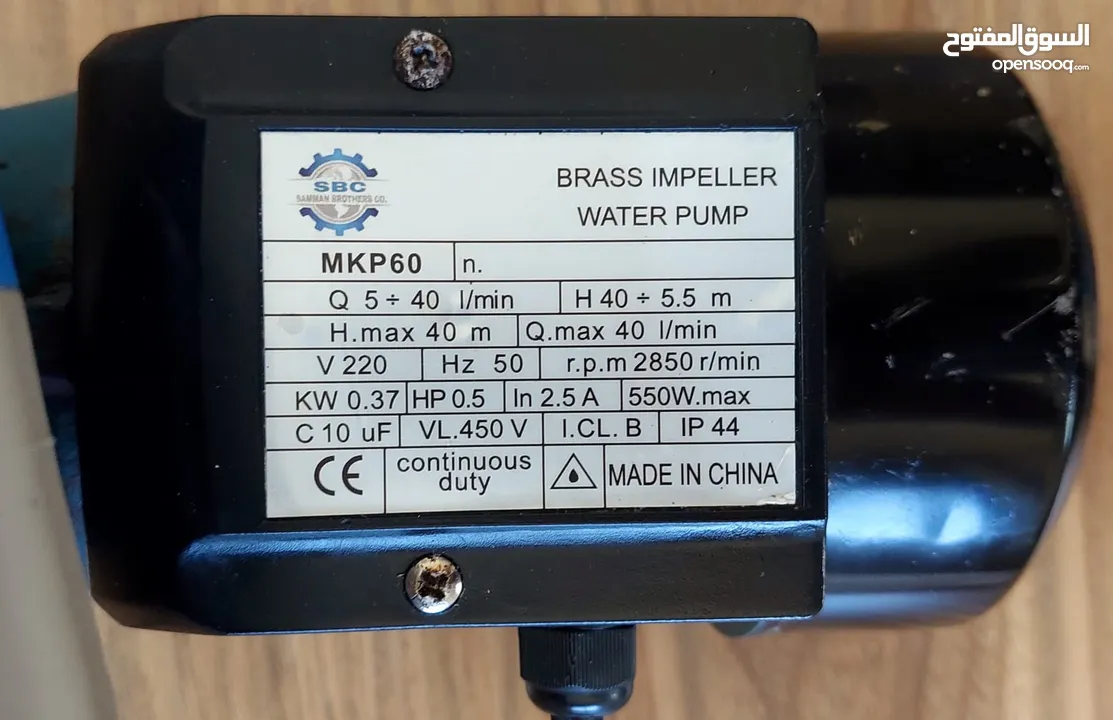 السوق المفتوح
opensooq.com
SBC
SAMMAN BROTHERS CO.
BRASS IMPELLER
WATER PUMP
MKP60 n.
Q 5 ÷ 40 l/min H 40 ÷ 5.5 m
H.max 40 m Q.max 40 l/min
V 220 Hz 50 r.p.m 2850 r/min
KW 0.37 HP 0.5 In 2.5 A 550W.max
C 10 uF VL.450 V I.CL. B IP 44
CE continuous duty MADE IN CHINA